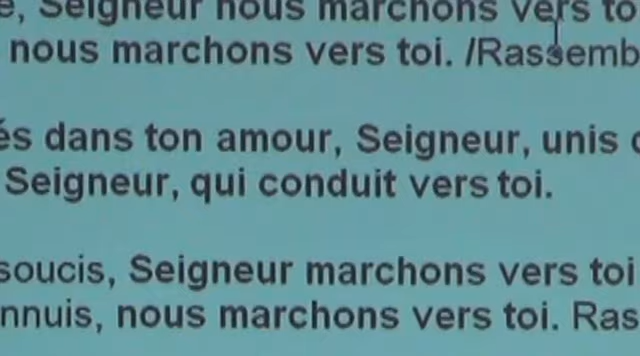 , Seigneur nous marchons vers to
nous marchons vers toi. /Rassemb
és dans ton amour, Seigneur, unis
Seigneur, qui conduit vers toi.
soucis, Seigneur marchons vers toi
nnuis, nous marchons vers toi. Ras